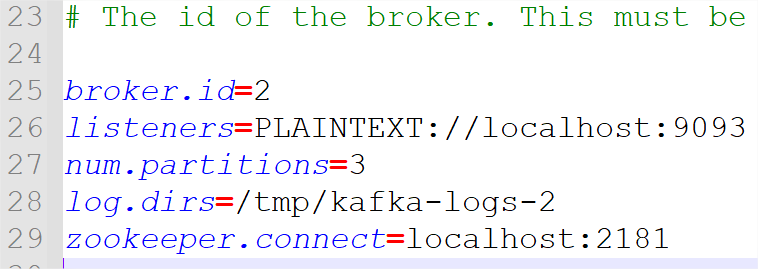 23 # The id of the broker. This must be
24
25 broker.id=2
26 listeners=PLAINTEXT://localhost:9093
27 num.partitions=3
28 log.dirs=/tmp/kafka-logs-2
29 zookeeper.connect=localhost:2181